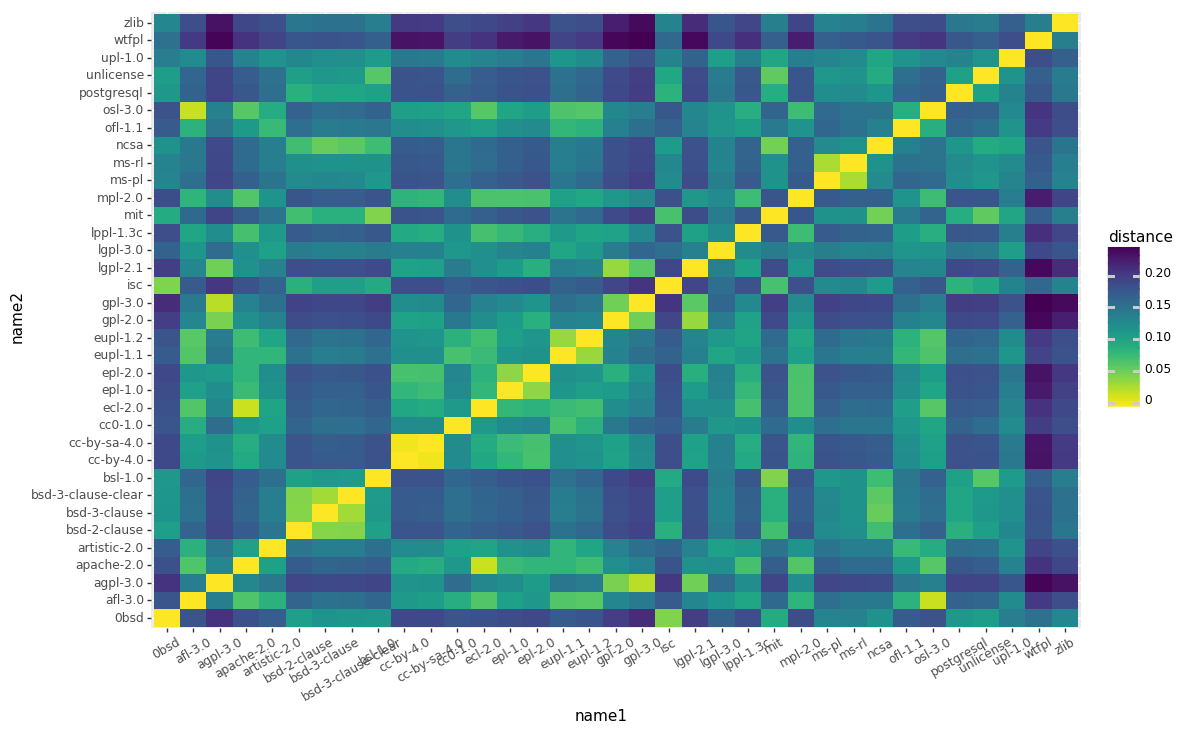 zlib
wtfpl
upl-1.0
unlicense
postgresql
osl-3.0
ofl-1.1
ncsa
ms-rl
ms-pl
mpl-2.0
mit
lppl-1.3c
lgpl-3.0
lgpl-2.1
isc
gpl-3.0
gpl-2.0
eupl-1.2
eupl-1.1
epl-2.0
epl-1.0
ecl-2.0
cc0-1.0
cc-by-sa-4.0
cc-by-4.0
bsl-1.0
bsd-3-clause-clear
bsd-3-clause
bsd-2-clause
artistic-2.0
apache-2.0
agpl-3.0
afl-3.0
0bsd
name2
0bsd
afl-3.0
agpl-3.0
apache-2.0
artistic-2.0
bsd-2-clause
bsd-3-clause
bsd-3-clause-clear
bsl-1.0
cc-by-4.0
cc-by-sa-4.0
cc0-1.0
ecl-2.0
epl-1.0
epl-2.0
eupl-1.1
eupl-1.2
gpl-2.0
gpl-3.0
isc
lgpl-2.1
lgpl-3.0
lppl-1.3c
mit
mpl-2.0
ms-pl
ms-rl
ncsa
ofl-1.1
osl-3.0
postgresql
unlicense
upl-1.0
wtfpl
zlib
name1
distance
0.20
0.15
0.10
0.05
0